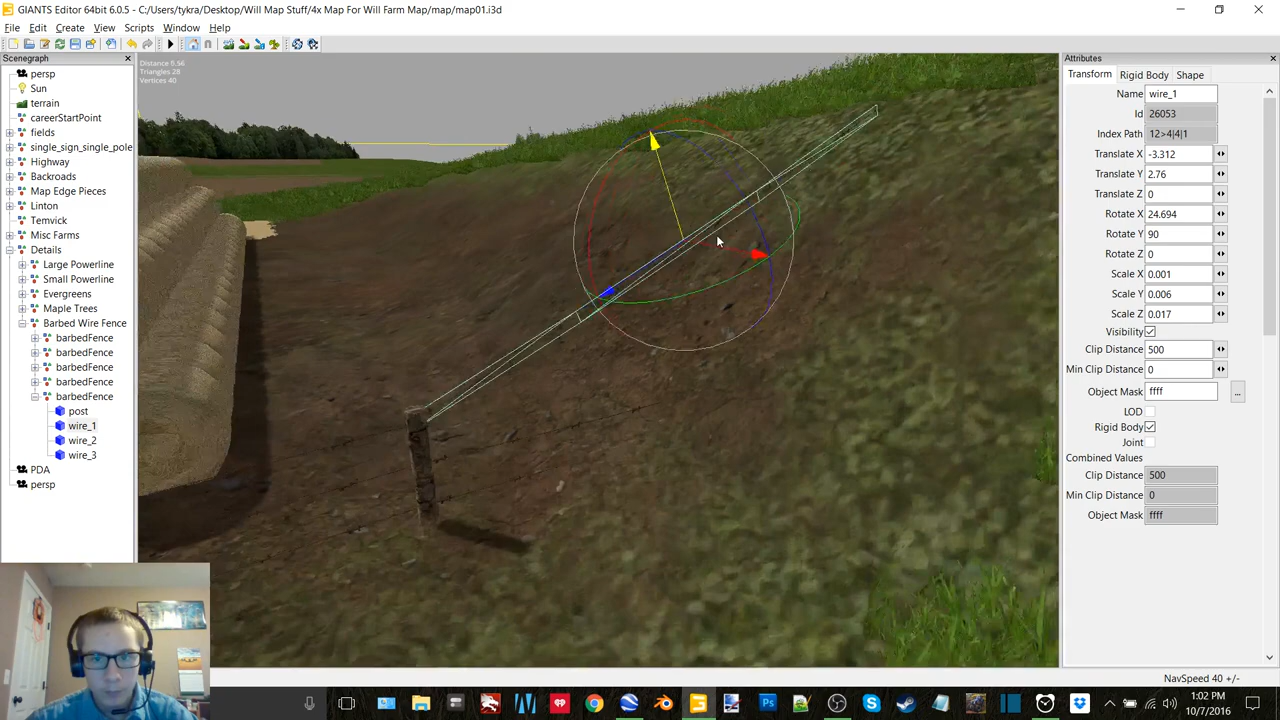 GIANTS Editor 64bit 6.0.5 - C:/Users/tykra/Desktop/Will Map Stuff/4x Map For Will Farm Map/map/map01.i3d
File Edit Create View Scripts Window Help
Scenegraph
persp
Sun
terrain
careerStartPoint
fields
single_sign_single_pole
Highway
Backroads
Map Edge Pieces
Linton
Temvick
Misc Farms
Details
Large Powerline
Small Powerline
Evergreens
Maple Trees
Barbed Wire Fence
barbedFence
barbedFence
barbedFence
barbedFence
barbedFence
post
wire_1
wire_2
wire_3
PDA
persp
Distance 6.56
Triangles 28
Vertices 40
Attributes
Transform Rigid Body Shape
Name wire_1
Id 26053
Index Path 12>4|4|1
Translate X -3.312
Translate Y 2.76
Translate Z 0
Rotate X 24.694
Rotate Y 90
Rotate Z 0
Scale X 0.001
Scale Y 0.006
Scale Z 0.017
Visibility
Clip Distance 500
Min Clip Distance 0
Object Mask ffff ...
LOD
Rigid Body
Joint
Combined Values
Clip Distance 500
Min Clip Distance 0
Object Mask ffff
NavSpeed 40 +/-
1:02 PM
10/7/2016